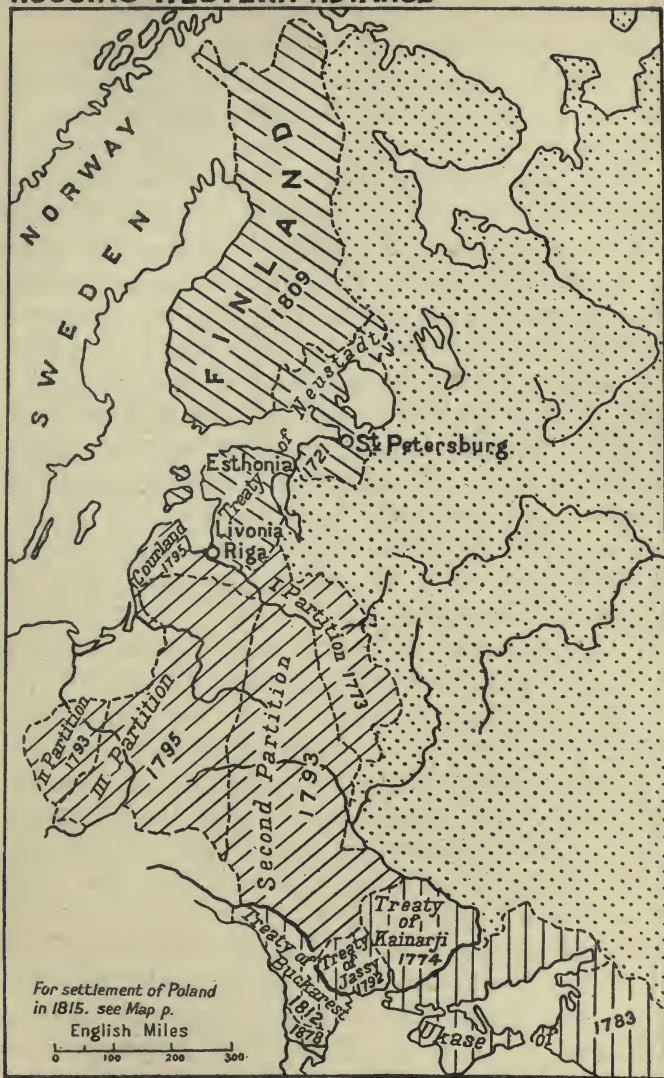 RUSSIAS WESTERN ADVANCE
NORWAY
SWEDEN
FINLAND
1809
Treaty of Neustadt
(1721)
St. Petersburg
Esthonia
Livonia
Riga
Courland
1795
I Partition
1773
II Partition
1793
III Partition
1795
Second Partition
1793
Treaty of
Bucharest
1812
1878
Treaty
of
Jassy
1792
Treaty
of
Kainarji
1774
Ukase of
1783
For settlement of Poland
in 1815. see Map p.
English Miles
0 100 200 300